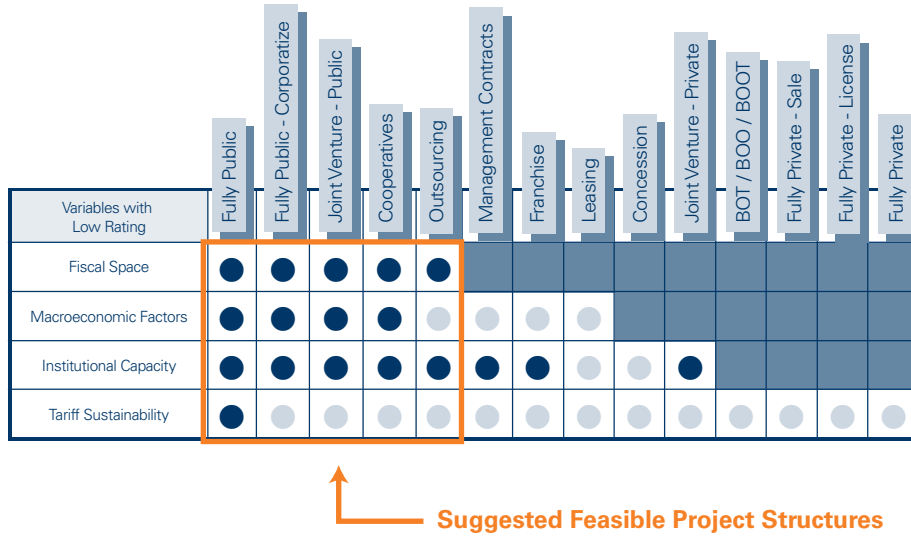 Fully Public
Fully Public - Corporatize
Joint Venture - Public
Cooperatives
Outsourcing
Management Contracts
Franchise
Leasing
Concession
Joint Venture - Private
BOT / BOO / BOOT
Fully Private - Sale
Fully Private - License
Fully Private
Variables with
Low Rating
Fiscal Space
Macroeconomic Factors
Institutional Capacity
Tariff Sustainability
Suggested Feasible Project Structures